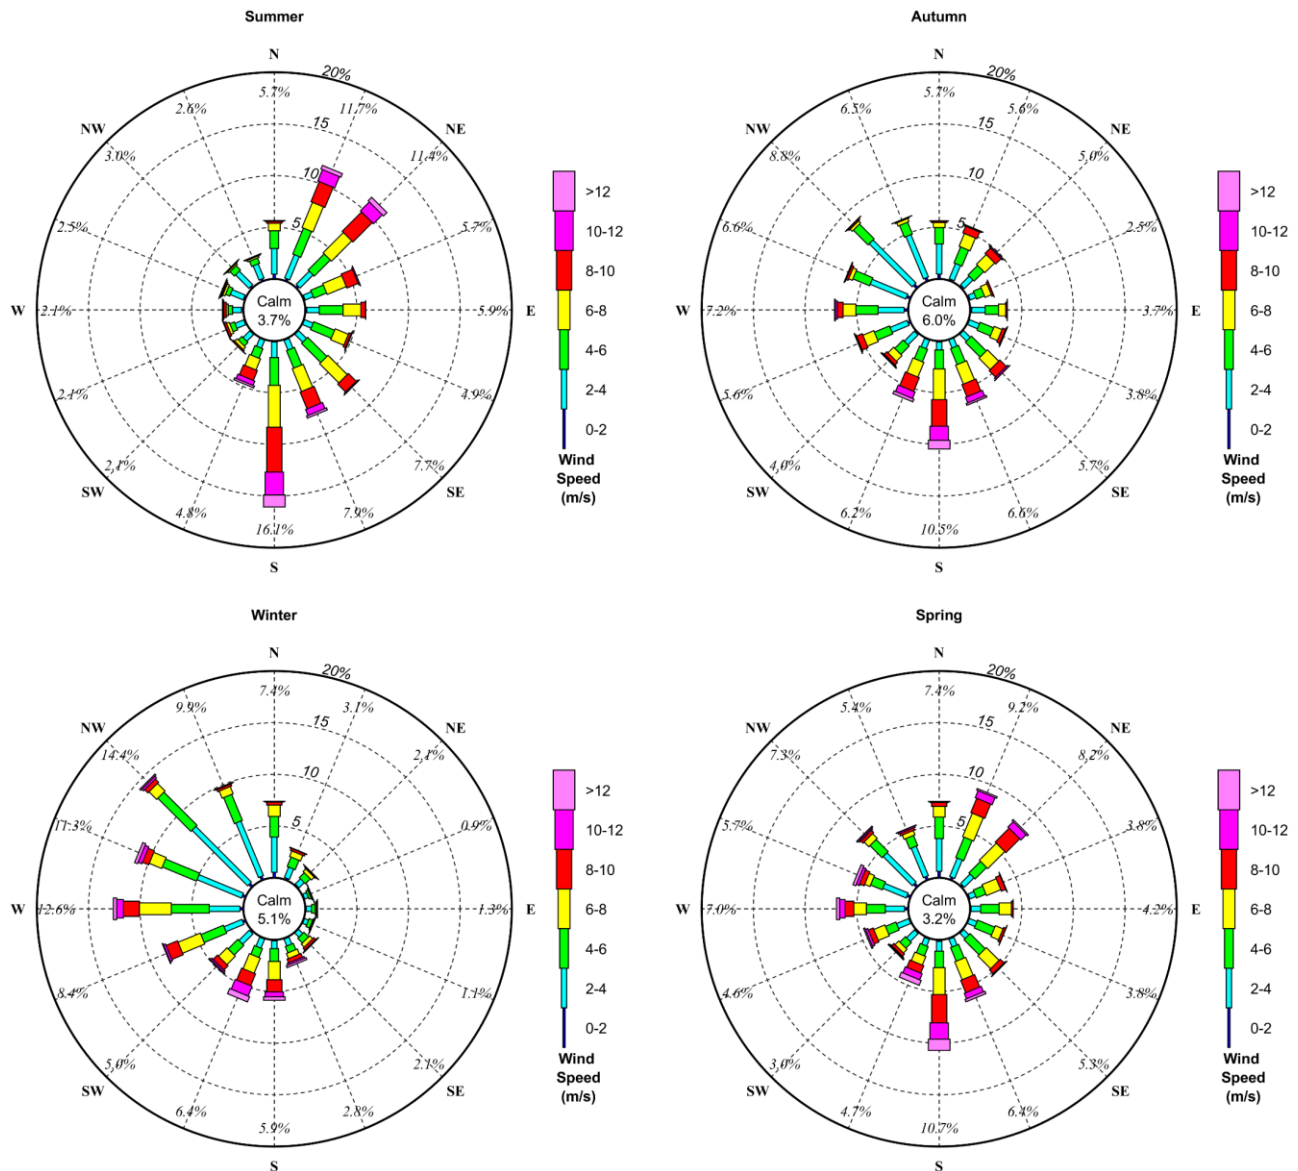 Summer
N
20%
5.7%
2.6%
11.7%
NW
NE
15
3.0%
11.4%
10
2.5%
5.7%
5
W
2.1%
Calm
3.7%
5.9%
E
2.1%
4.9%
2.1%
7.7%
SW
SE
4.8%
7.9%
16.1%
S
>12
10-12
8-10
6-8
4-6
2-4
0-2
Wind
Speed
(m/s)
Autumn
N
20%
5.7%
6.5%
5.6%
NW
NE
15
8.8%
5.0%
10
6.6%
2.5%
5
W
7.2%
Calm
6.0%
3.7%
E
5.6%
3.8%
4.0%
5.7%
SW
SE
6.2%
6.6%
10.5%
S
>12
10-12
8-10
6-8
4-6
2-4
0-2
Wind
Speed
(m/s)
Winter
N
20%
7.4%
9.9%
3.1%
NW
NE
15
14.4%
2.1%
10
11.3%
0.9%
5
W
12.6%
Calm
5.1%
1.3%
E
8.4%
1.1%
5.0%
2.1%
SW
SE
6.4%
2.8%
5.9%
S
>12
10-12
8-10
6-8
4-6
2-4
0-2
Wind
Speed
(m/s)
Spring
N
20%
7.4%
5.4%
9.2%
NW
NE
15
7.3%
8.2%
10
5.7%
3.8%
5
W
7.0%
Calm
3.2%
4.2%
E
4.6%
3.8%
3.0%
5.3%
SW
SE
4.7%
6.4%
10.7%
S
>12
10-12
8-10
6-8
4-6
2-4
0-2
Wind
Speed
(m/s)